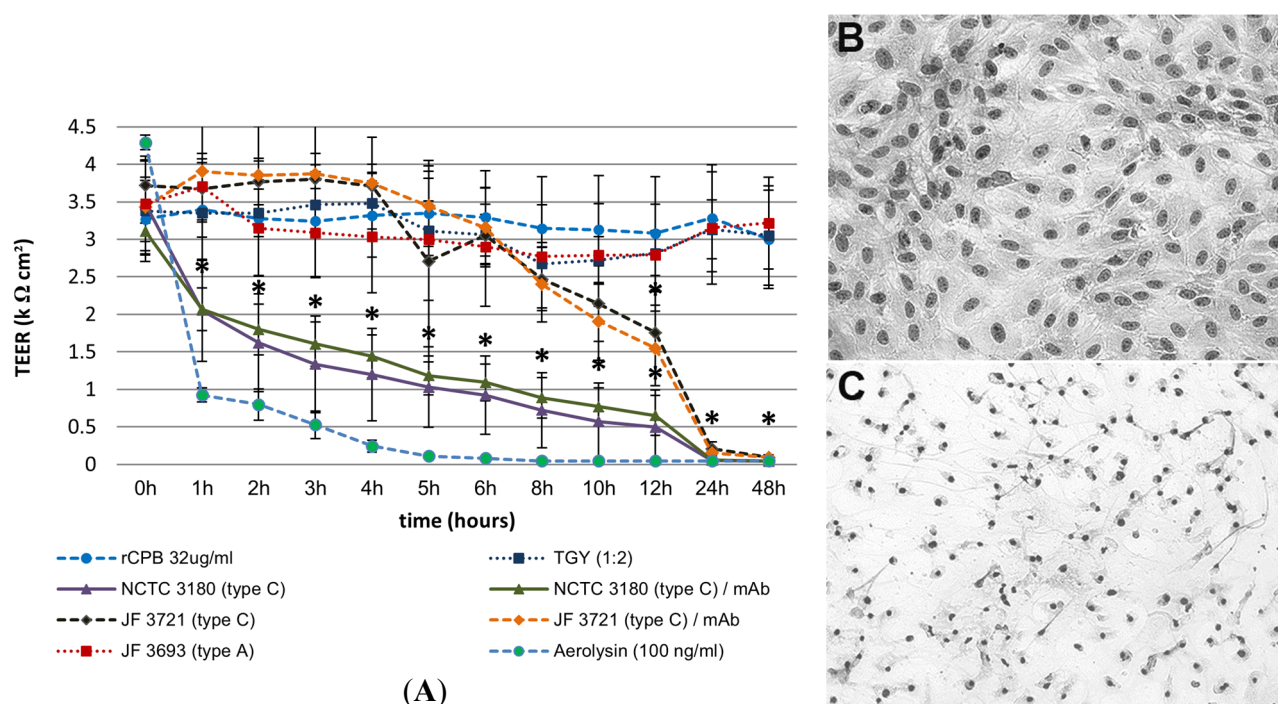 B
4.5
4
3.5
3
2.5
2
1.5
1
0.5
0
TEER (k Ω cm²)
* * * * * * * * * * * *
0h 1h 2h 3h 4h 5h 6h 8h 10h 12h 24h 48h
time (hours)
C
rCPB 32ug/ml TGY (1:2)
NCTC 3180 (type C) NCTC 3180 (type C) / mAb
JF 3721 (type C) JF 3721 (type C) / mAb
JF 3693 (type A) Aerolysin (100 ng/ml)
(A)